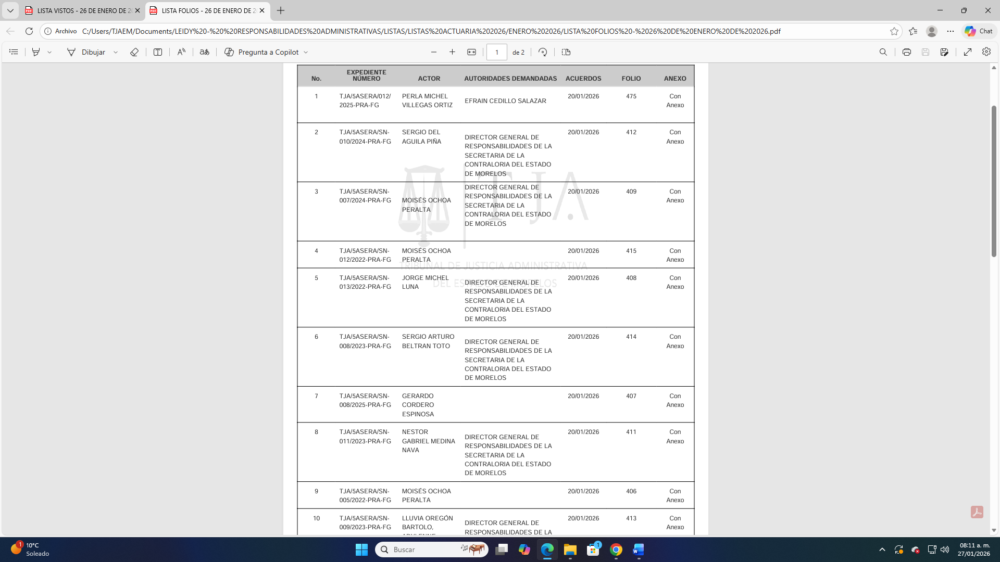 LISTA VISTOS - 26 DE ENERO DE 2
LISTA FOLIOS - 26 DE ENERO DE 2
Archivo
C:/Users/TJAEM/Documents/LEIDY%20-%20%20RESPONSABILIDADES%20ADMINISTRATIVAS/LISTAS/LISTAS%20ACTUARIA%202026/ENERO%202026/LISTA%20FOLIOS%20-%2026%20DE%20ENERO%20DE%202026.pdf
Chat
Dibujar
Pregunta a Copilot
1 de 2
No. EXPEDIENTE NÚMERO ACTOR AUTORIDADES DEMANDADAS ACUERDOS FOLIO ANEXO
1 TJA/5ASERA/012/ PERLA MICHEL EFRAIN CEDILLO SALAZAR 20/01/2026 475 Con
2025-PRA-FG VILLEGAS ORTIZ Anexo
2 TJA/5ASERA/SN- SERGIO DEL 20/01/2026 412 Con
010/2024-PRA-FG AGUILA PIÑA Anexo
DIRECTOR GENERAL DE
RESPONSABILIDADES DE LA
SECRETARIA DE LA
CONTRALORIA DEL ESTADO
DE MORELOS
3 TJA/5ASERA/SN- 20/01/2026 409 Con
007/2024-PRA-FG MOISÉS OCHOA Anexo
PERALTA
DIRECTOR GENERAL DE
RESPONSABILIDADES DE LA
SECRETARIA DE LA
CONTRALORIA DEL ESTADO
DE MORELOS
TJA
4 TJA/5ASERA/SN- MOISÉS OCHOA 20/01/2026 415 Con
012/2022-PRA-FG PERALTA Anexo
TRIBUNAL DE JUSTICIA ADMINISTRATIVA
DEL ESTADO DE MORELOS
5 TJA/5ASERA/SN- JORGE MICHEL 20/01/2026 408 Con
013/2022-PRA-FG LUNA Anexo
DIRECTOR GENERAL DE
RESPONSABILIDADES DE LA
SECRETARIA DE LA
CONTRALORIA DEL ESTADO
DE MORELOS
6 TJA/5ASERA/SN- SERGIO ARTURO 20/01/2026 414 Con
008/2023-PRA-FG BELTRAN TOTO Anexo
DIRECTOR GENERAL DE
RESPONSABILIDADES DE LA
SECRETARIA DE LA
CONTRALORIA DEL ESTADO
DE MORELOS
7 TJA/5ASERA/SN- GERARDO 20/01/2026 407 Con
008/2025-PRA-FG CORDERO Anexo
ESPINOSA
8 TJA/5ASERA/SN- NESTOR 20/01/2026 411 Con
011/2023-PRA-FG GABRIEL MEDINA Anexo
NAVA
DIRECTOR GENERAL DE
RESPONSABILIDADES DE LA
SECRETARIA DE LA
CONTRALORIA DEL ESTADO
DE MORELOS
9 TJA/5ASERA/SN- MOISÉS OCHOA 20/01/2026 406 Con
005/2022-PRA-FG PERALTA Anexo
10 TJA/5ASERA/SN- LLUVIA OREGÓN 20/01/2026 413 Con
009/2023-PRA-FG BARTOLO, Anexo
DIRECTOR GENERAL DE
RESPONSABILIDADES DE LA
1
10°C
Soleado
Buscar
1
08:11 a. m.
27/01/2026